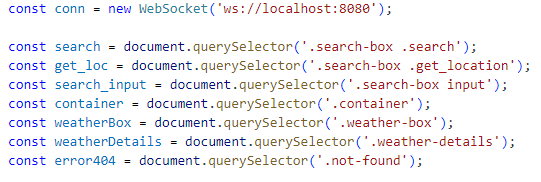 const conn = new WebSocket('ws://localhost:8080');
const search = document.querySelector('.search-box .search');
const get_loc = document.querySelector('.search-box .get_location');
const search_input = document.querySelector('.search-box input');
const container = document.querySelector('.container');
const weatherBox = document.querySelector('.weather-box');
const weatherDetails = document.querySelector('.weather-details');
const error404 = document.querySelector('.not-found');